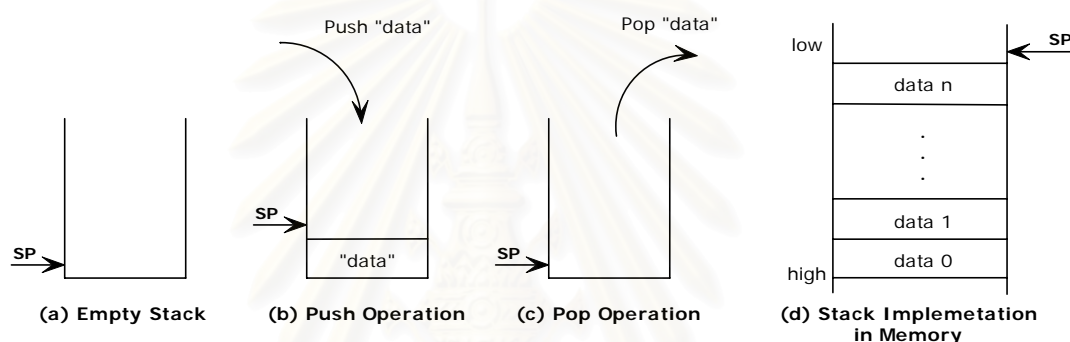 Push "data"
Pop "data"
low
SP
data n
.
.
.
SP
"data"
SP
SP
data 1
data 0
high
(a) Empty Stack
(b) Push Operation
(c) Pop Operation
(d) Stack Implemetation
in Memory